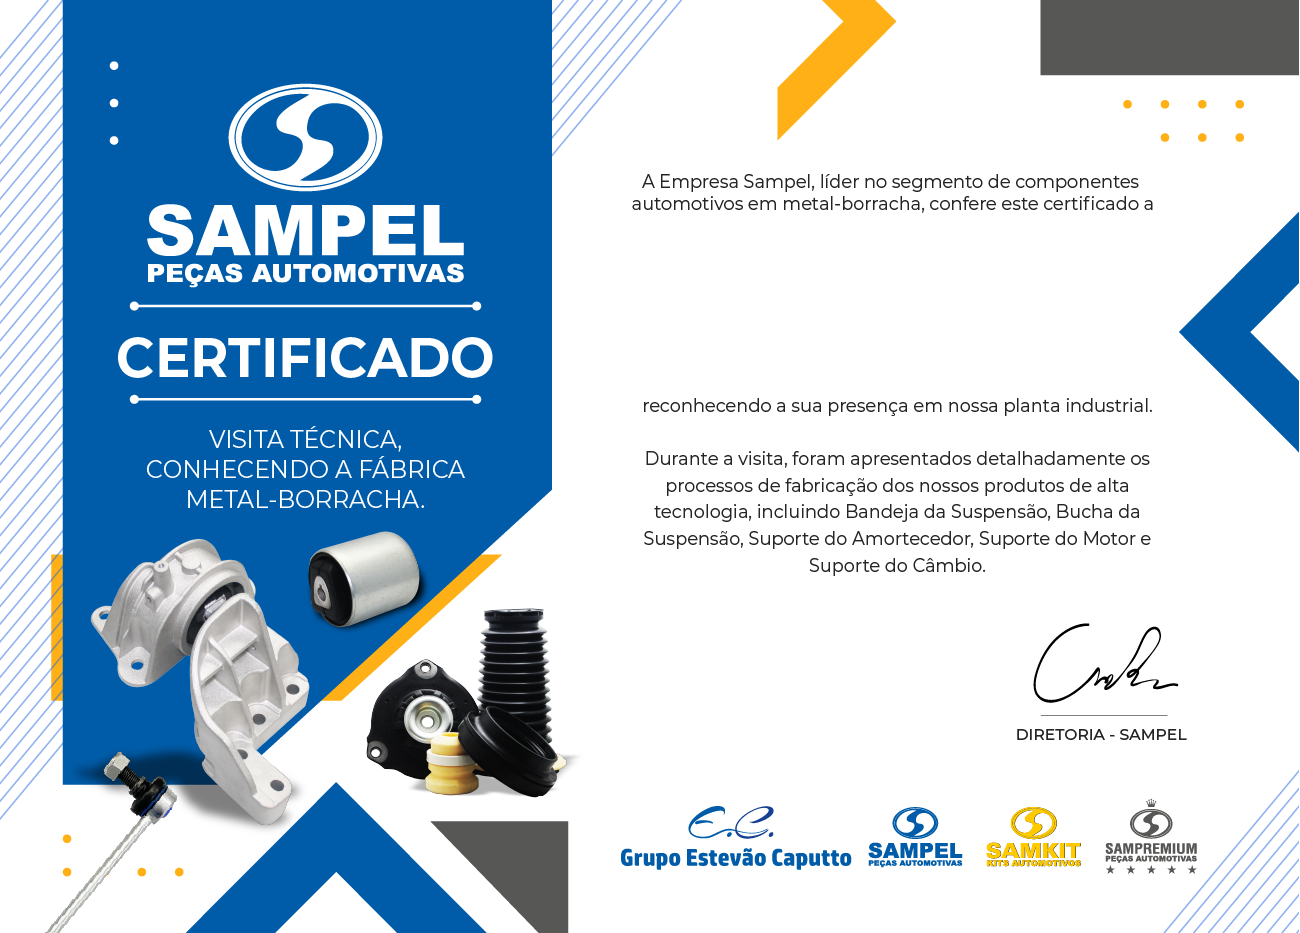 SAMPEL
PEÇAS AUTOMOTIVAS
CERTIFICADO
VISITA TÉCNICA,
CONHECENDO A FÁBRICA
METAL-BORRACHA.
A Empresa Sampel, líder no segmento de componentes
automotivos em metal-borracha, confere este certificado a
reconhecendo a sua presença em nossa planta industrial.
Durante a visita, foram apresentados detalhadamente os
processos de fabricação dos nossos produtos de alta
tecnologia, incluindo Bandeja da Suspensão, Bucha da
Suspensão, Suporte do Amortecedor, Suporte do Motor e
Suporte do Câmbio.
DIRETORIA - SAMPEL
E.C.
Grupo Estevão Caputto
SAMPEL
PEÇAS AUTOMOTIVAS
SAMKIT
KITS AUTOMOTIVOS
SAMPREMIUM
PEÇAS AUTOMOTIVAS